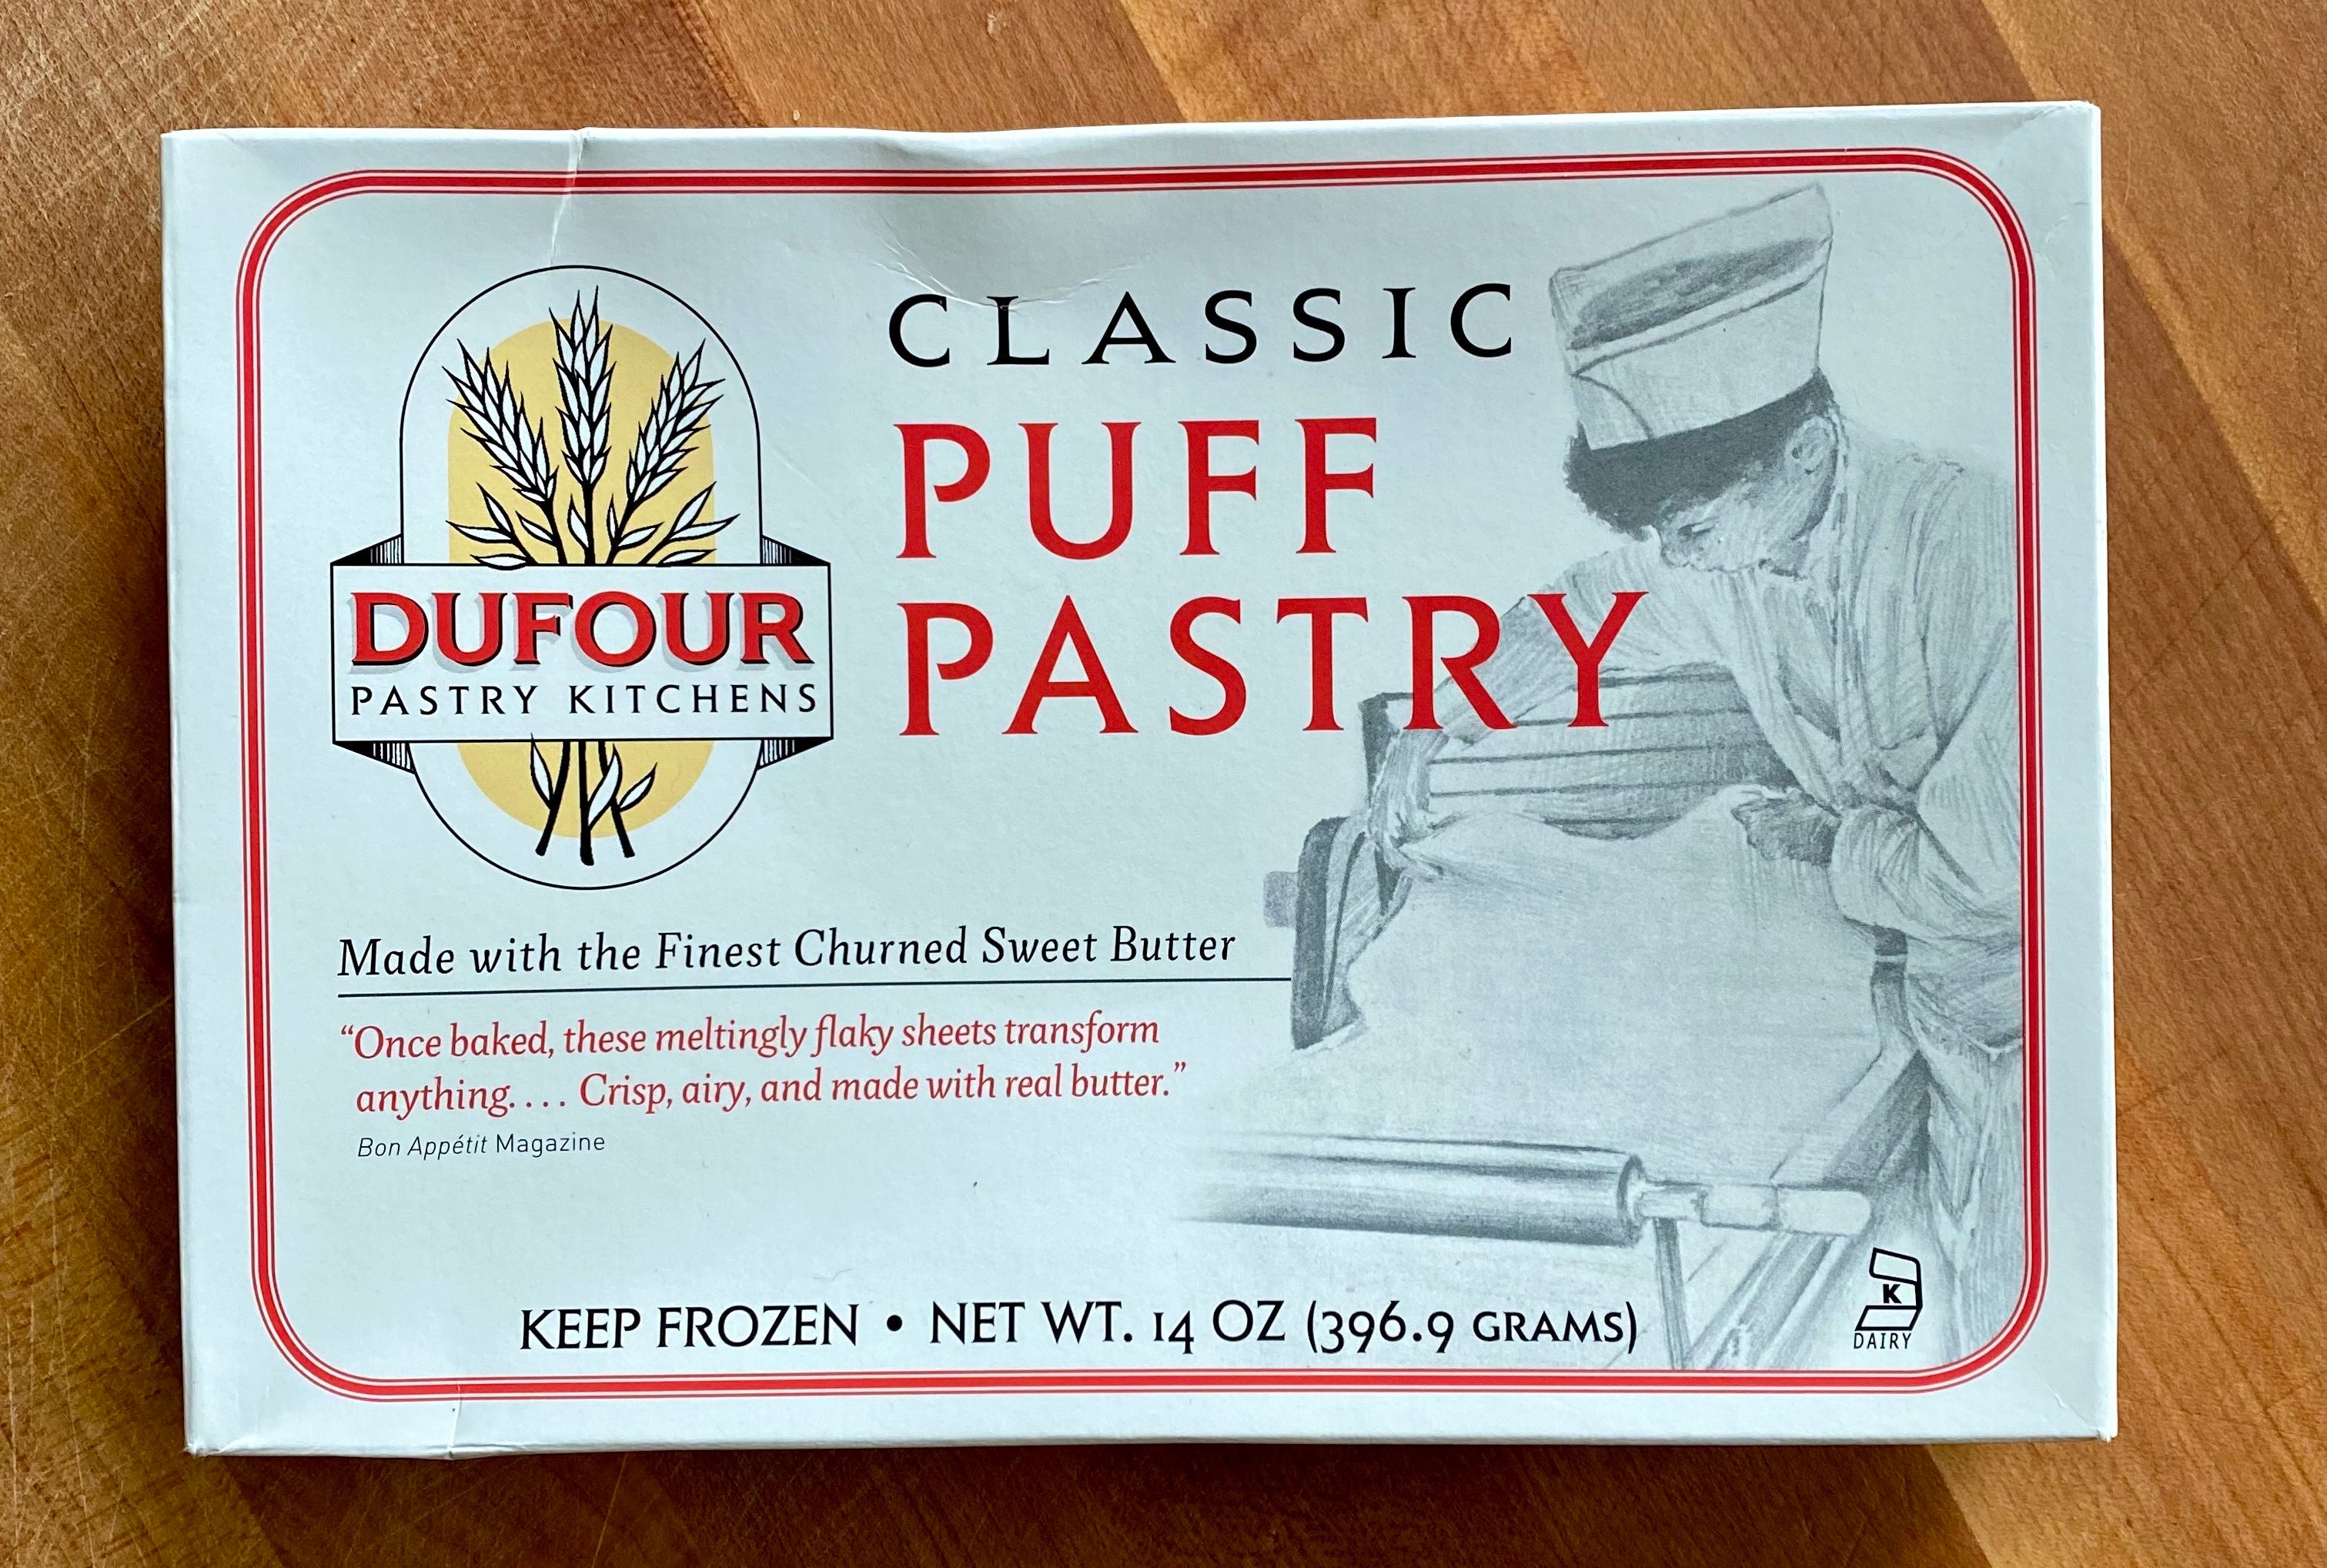 CLASSIC
PUFF
PASTRY
DUFOUR
PASTRY KITCHENS
Made with the Finest Churned Sweet Butter
“Once baked, these meltingly flaky sheets transform
anything. . . . Crisp, airy, and made with real butter.”
Bon Appétit Magazine
KEEP FROZEN • NET WT. 14 OZ (396.9 GRAMS)
K
DAIRY